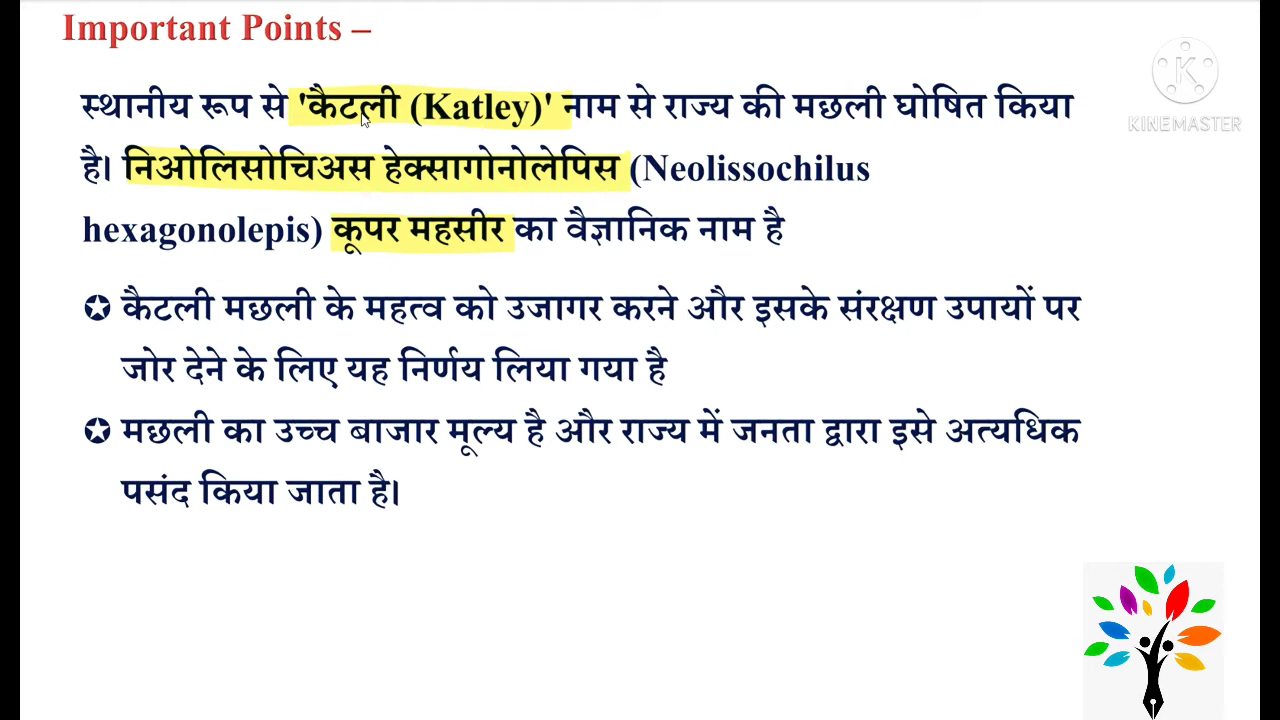 Important Points –
स्थानीय रूप से 'कैटली (Katley)' नाम से राज्य की मछली घोषित किया
है। निओलिसोचिअस हेक्सागोनोलेपिस (Neolissochilus
hexagonolepis) कूपर महसीर का वैज्ञानिक नाम है
✪ कैटली मछली के महत्व को उजागर करने और इसके संरक्षण उपायों पर
जोर देने के लिए यह निर्णय लिया गया है
✪ मछली का उच्च बाजार मूल्य है और राज्य में जनता द्वारा इसे अत्यधिक
पसंद किया जाता है।
K
KINEMASTER